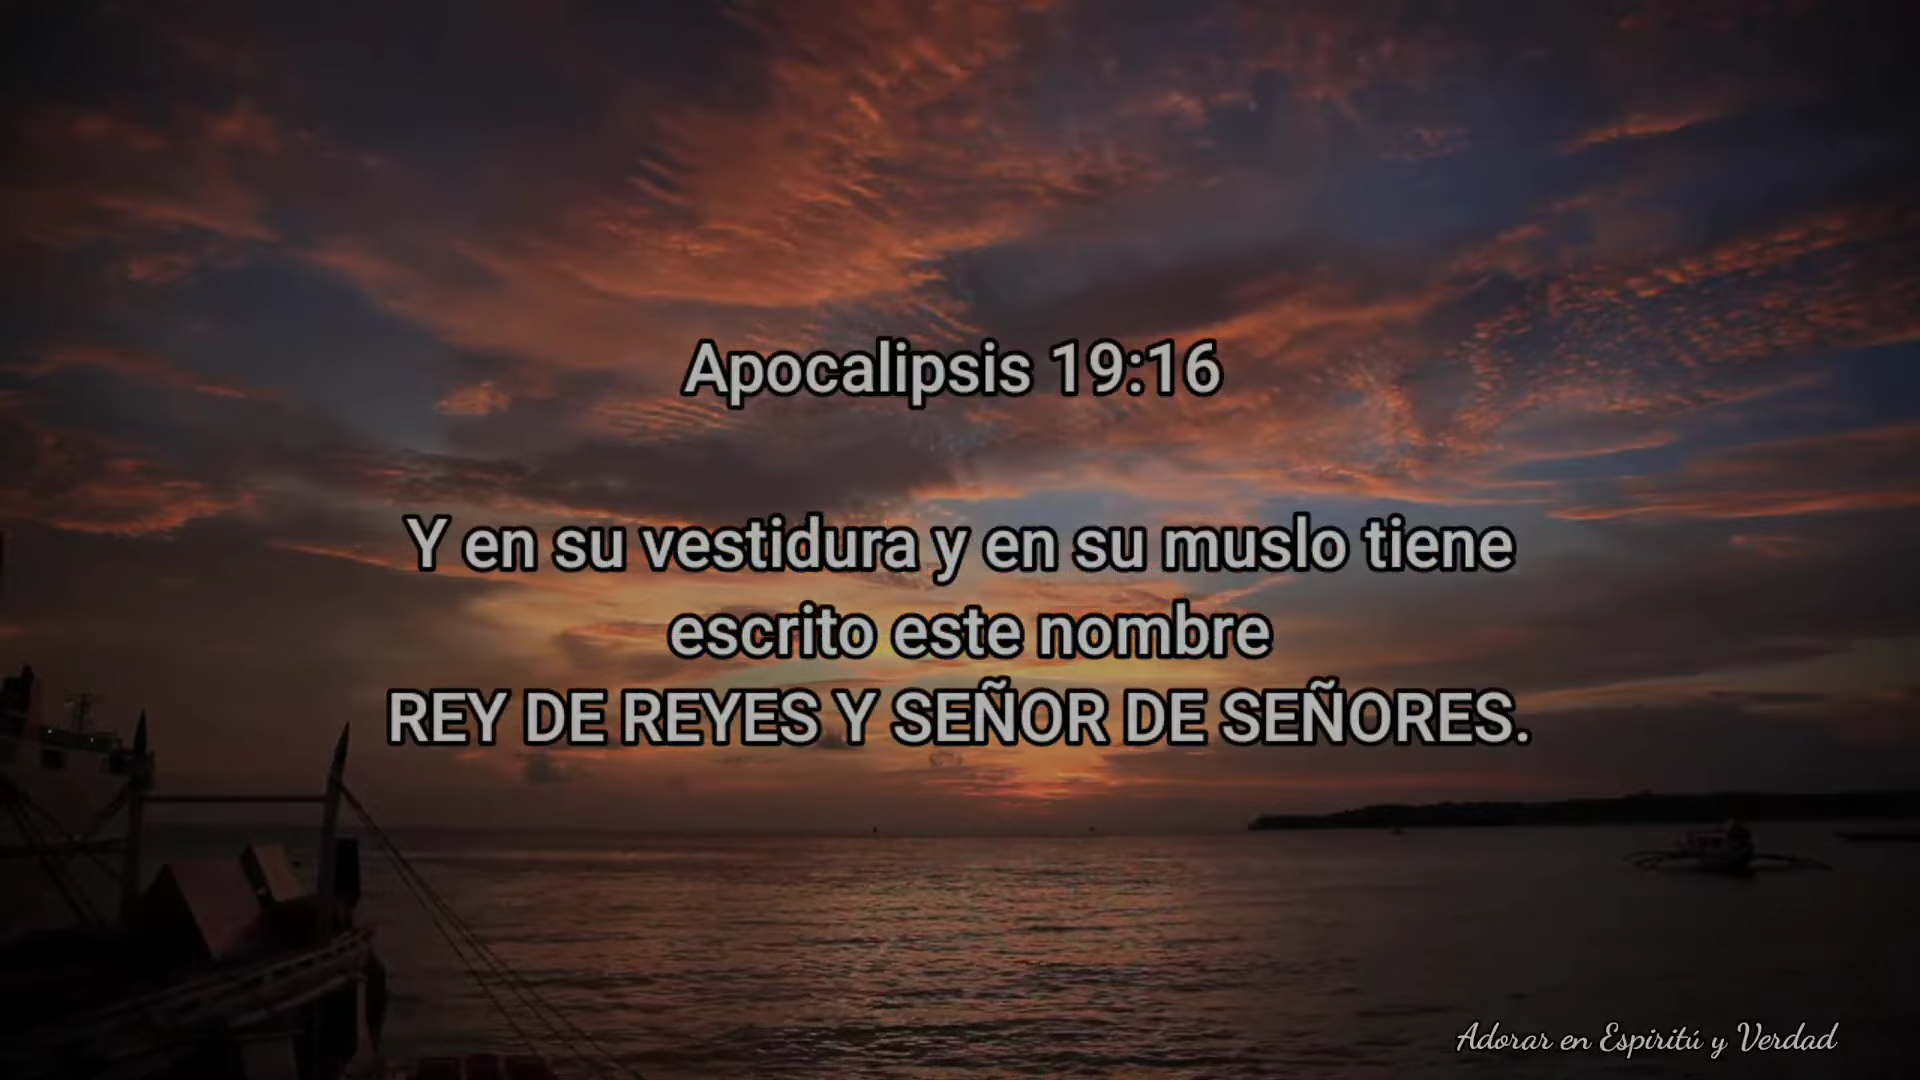 Apocalipsis 19:16
Y en su vestidura y en su muslo tiene
escrito este nombre
REY DE REYES Y SEÑOR DE SEÑORES.
Adorar en Espiritú y Verdad